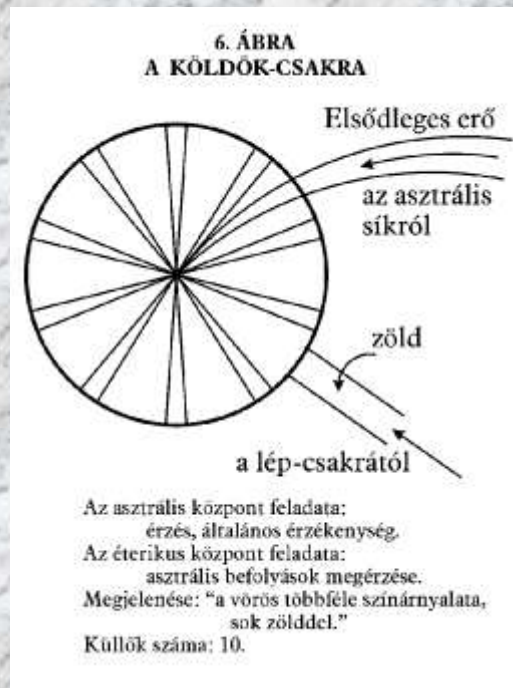 6. ÁBRA
A KÖLDÖK-CSAKRA
Elsődleges erő
az asztrális
síkról
zöld
a lép-csakrától
Az asztrális központ feladata:
érzés, általános érzékenység.
Az éterikus központ feladata:
asztrális befolyások megérzése.
Megjelenése: “a vörös többféle színárnyalata,
sok zölddel.”
Küllők száma: 10.